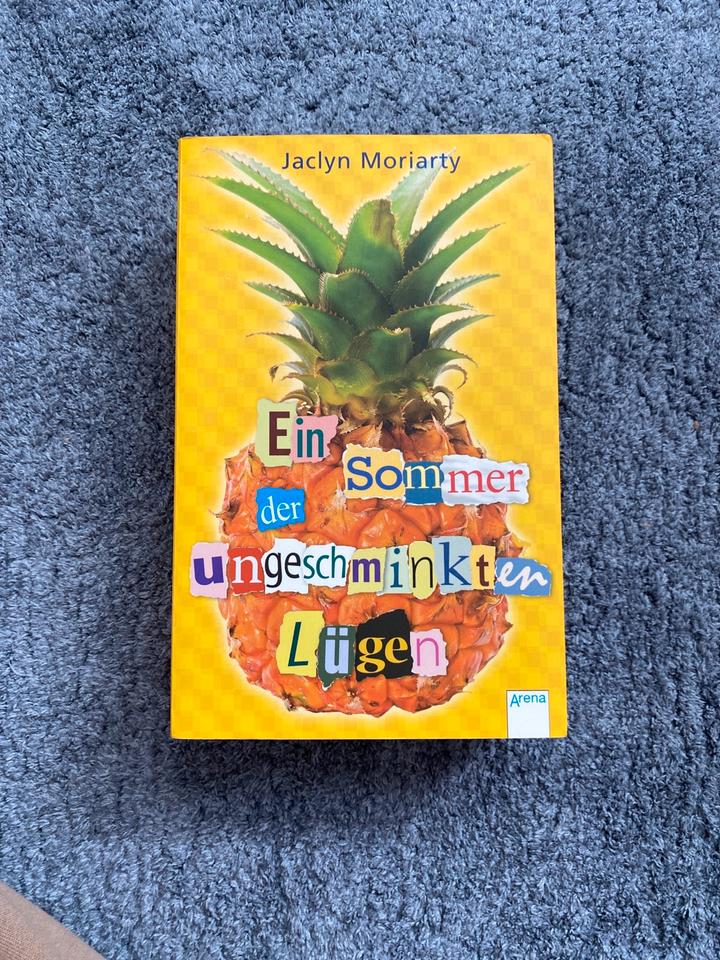 Jaclyn Moriarty
Ein
Sommer
der
ungeschminkten
Lügen
Arena